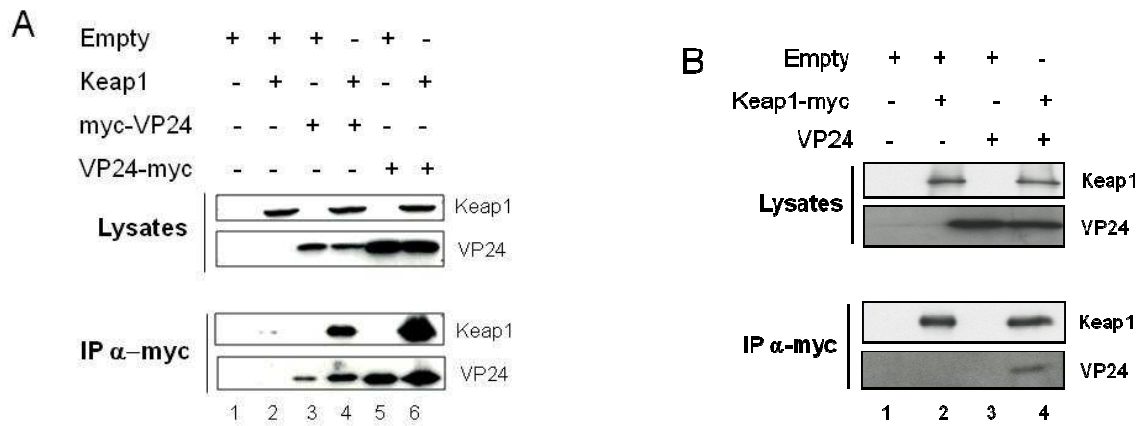 A
Empty + + + - + -
Keap1 - + - + - +
myc-VP24 - - + + - -
VP24-myc - - - - + +
Lysates
Keap1
VP24
IP α-myc
Keap1
VP24
1 2 3 4 5 6
B
Empty + + + -
Keap1-myc - + - +
VP24 - - + +
Lysates
Keap1
VP24
IP α-myc
Keap1
VP24
1 2 3 4